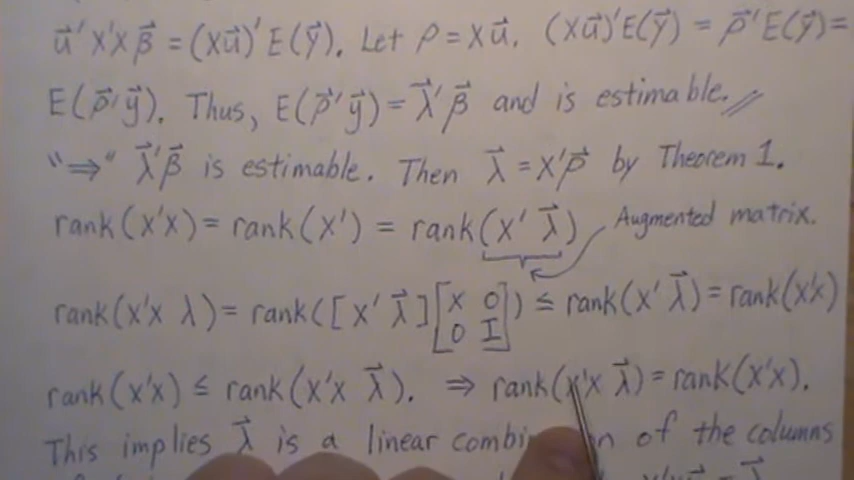 u⃗'X'Xβ⃗ = (Xu⃗)'E(y⃗). Let ρ = Xu⃗. (Xu⃗)'E(y⃗) = ρ⃗'E(y⃗) =
E(ρ⃗'y⃗). Thus, E(ρ⃗'y⃗) = λ⃗'β⃗ and is estimable. //
"⇒" λ⃗'β⃗ is estimable. Then λ⃗ = X'ρ⃗ by Theorem 1.
rank(X'X) = rank(X') = rank(X' λ⃗) Augmented matrix.
rank(X'X λ) = rank([X' λ⃗][X 0
0 I]) ≤ rank(X' λ⃗) = rank(X'X)
rank(X'X) ≤ rank(X'X λ⃗). ⇒ rank(X'X λ⃗) = rank(X'X).
This implies λ⃗ is a linear of the columns